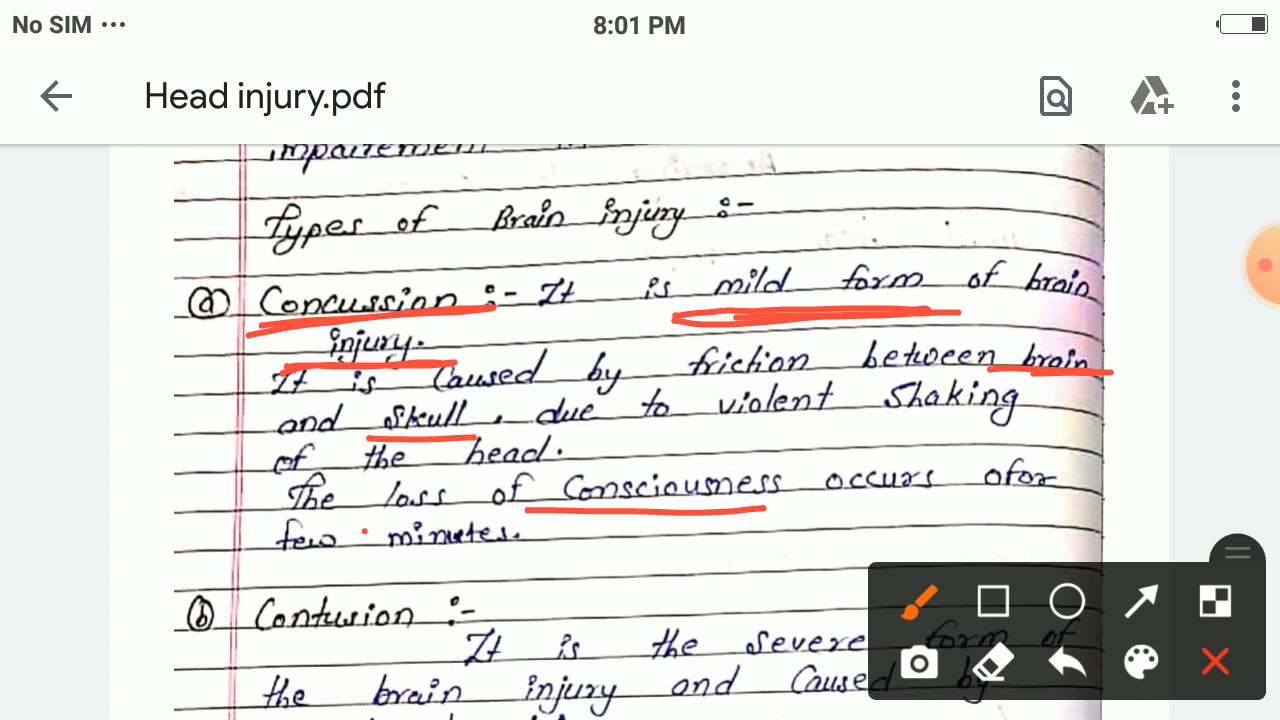 No SIM ...
8:01 PM
Head injury.pdf
impairement
Types of Brain injury :-
(a) Concussion :- It is mild form of brain
injury.
It is Caused by friction between brain
and Skull, due to violent Shaking
of the head.
The loss of Consciousness occurs ofor
few minutes.
(b) Contusion :-
It is the severe form of
the brain injury and Caused by